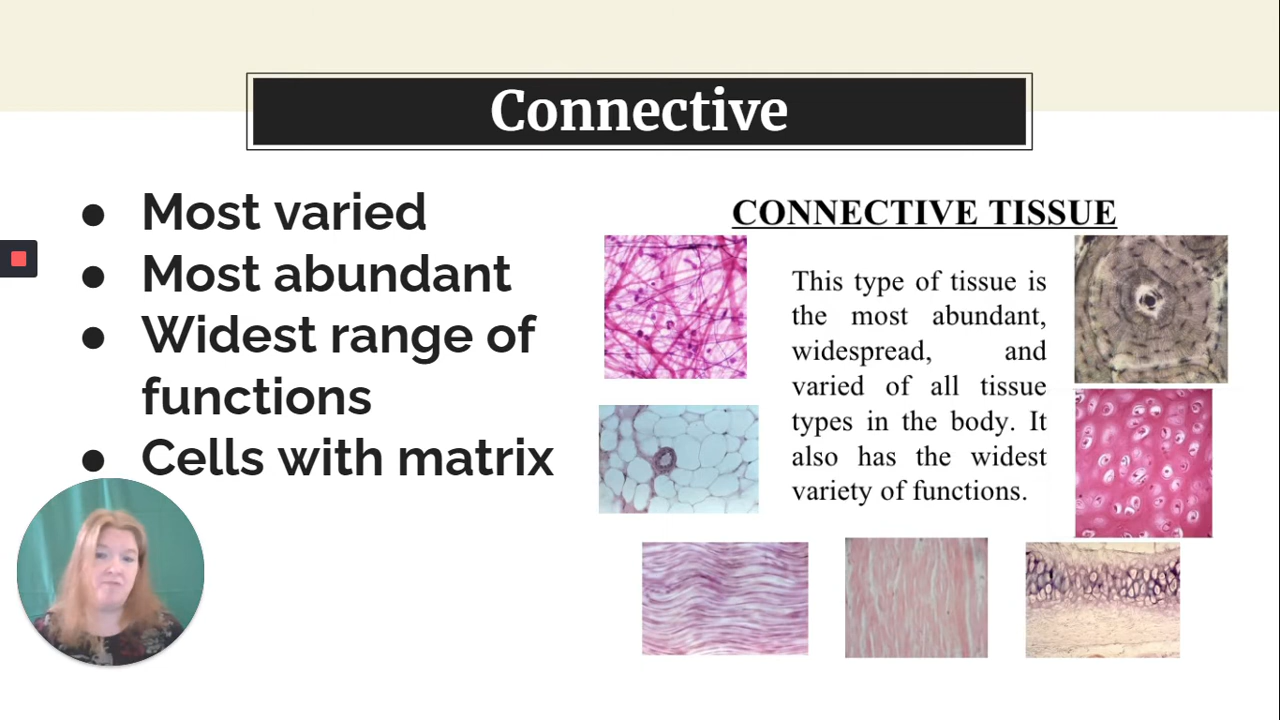 Connective
● Most varied
● Most abundant
● Widest range of
functions
● Cells with matrix
CONNECTIVE TISSUE
This type of tissue is
the most abundant,
widespread, and
varied of all tissue
types in the body. It
also has the widest
variety of functions.